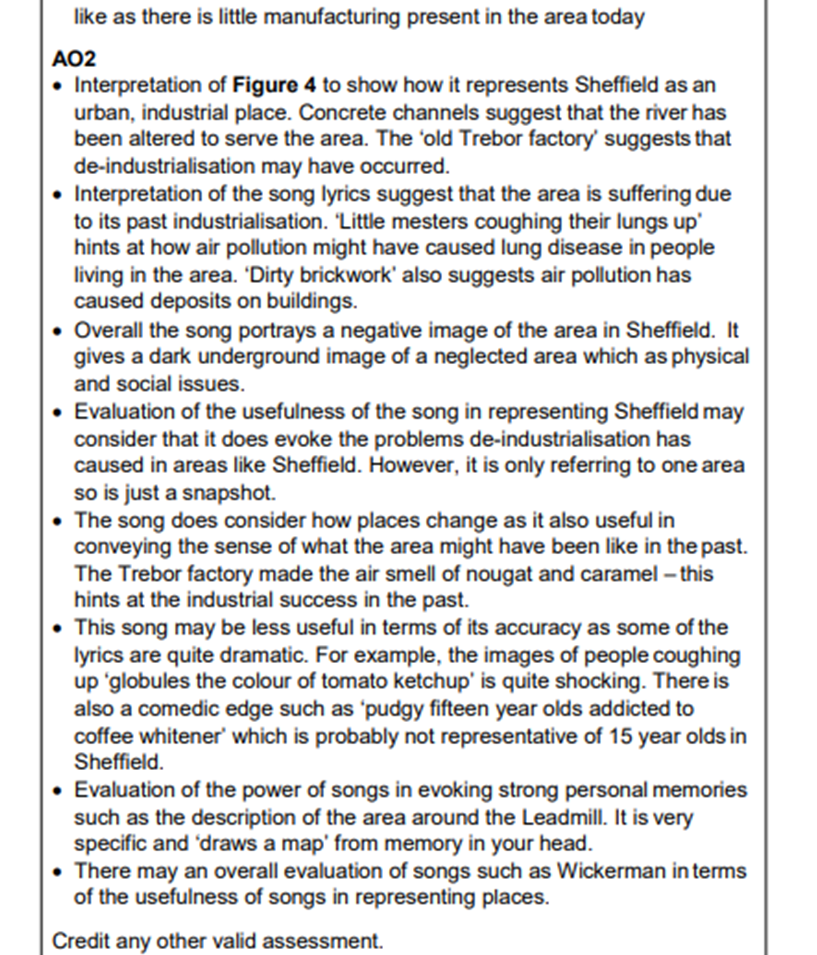 like as there is little manufacturing present in the area today
AO2
• Interpretation of Figure 4 to show how it represents Sheffield as an
urban, industrial place. Concrete channels suggest that the river has
been altered to serve the area. The ‘old Trebor factory’ suggests that
de-industrialisation may have occurred.
• Interpretation of the song lyrics suggest that the area is suffering due
to its past industrialisation. ‘Little mesters coughing their lungs up’
hints at how air pollution might have caused lung disease in people
living in the area. ‘Dirty brickwork’ also suggests air pollution has
caused deposits on buildings.
• Overall the song portrays a negative image of the area in Sheffield. It
gives a dark underground image of a neglected area which as physical
and social issues.
• Evaluation of the usefulness of the song in representing Sheffield may
consider that it does evoke the problems de-industrialisation has
caused in areas like Sheffield. However, it is only referring to one area
so is just a snapshot.
• The song does consider how places change as it also useful in
conveying the sense of what the area might have been like in the past.
The Trebor factory made the air smell of nougat and caramel – this
hints at the industrial success in the past.
• This song may be less useful in terms of its accuracy as some of the
lyrics are quite dramatic. For example, the images of people coughing
up ‘globules the colour of tomato ketchup’ is quite shocking. There is
also a comedic edge such as ‘pudgy fifteen year olds addicted to
coffee whitener’ which is probably not representative of 15 year olds in
Sheffield.
• Evaluation of the power of songs in evoking strong personal memories
such as the description of the area around the Leadmill. It is very
specific and ‘draws a map’ from memory in your head.
• There may an overall evaluation of songs such as Wickerman in terms
of the usefulness of songs in representing places.
Credit any other valid assessment.